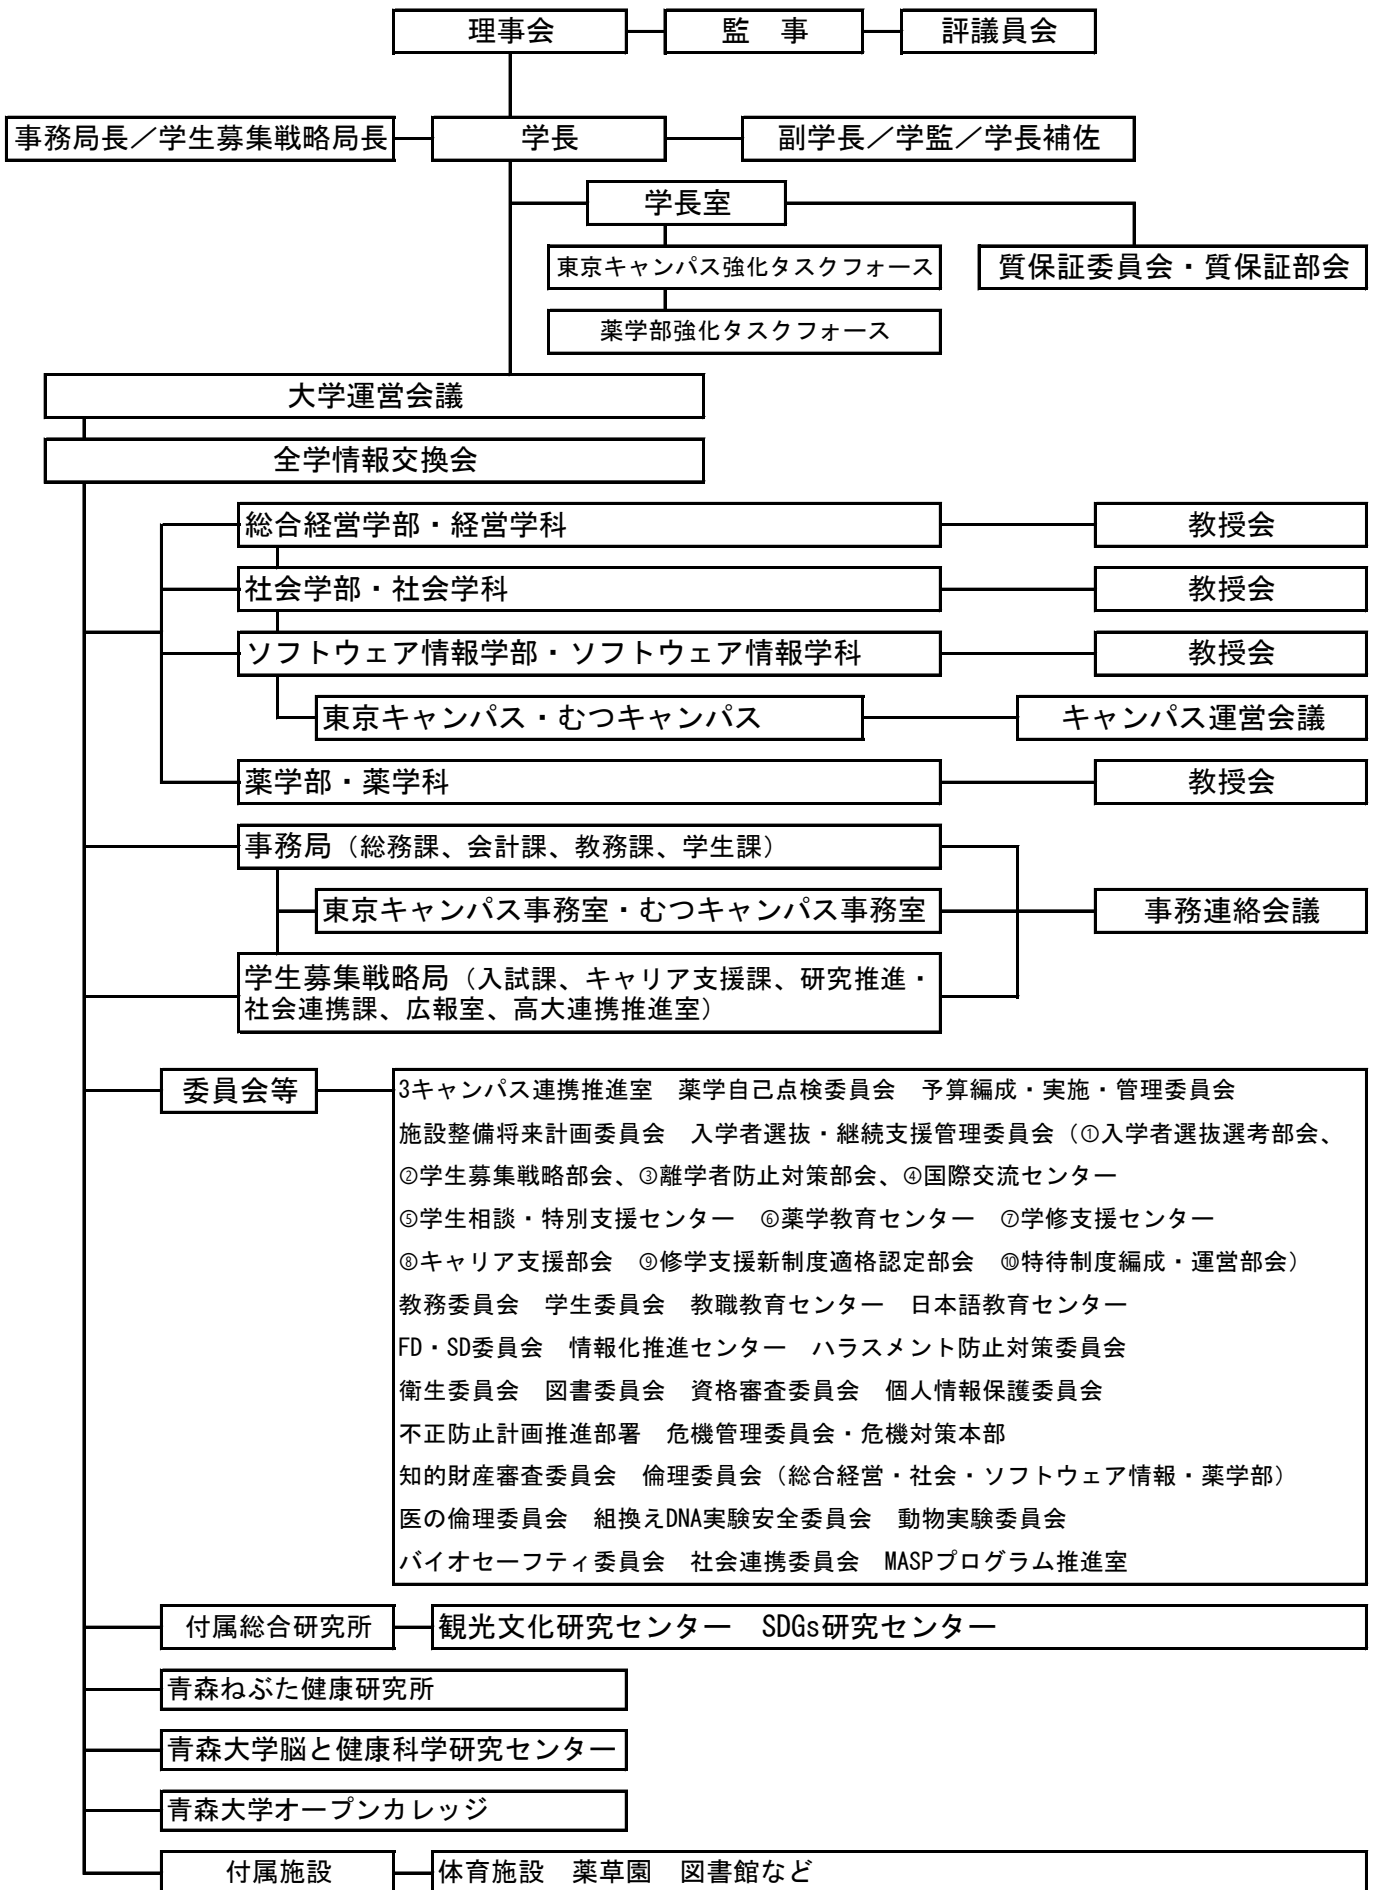 理事会
監　事
評議員会
事務局長／学生募集戦略局長
学長
副学長／学監／学長補佐
学長室
東京キャンパス強化タスクフォース
質保証委員会・質保証部会
薬学部強化タスクフォース
大学運営会議
全学情報交換会
総合経営学部・経営学科
教授会
社会学部・社会学科
教授会
ソフトウェア情報学部・ソフトウェア情報学科
教授会
東京キャンパス・むつキャンパス
キャンパス運営会議
薬学部・薬学科
教授会
事務局（総務課、会計課、教務課、学生課）
東京キャンパス事務室・むつキャンパス事務室
事務連絡会議
学生募集戦略局（入試課、キャリア支援課、研究推進・
社会連携課、広報室、高大連携推進室）
委員会等
3キャンパス連携推進室　薬学自己点検委員会　予算編成・実施・管理委員会
施設整備将来計画委員会　入学者選抜・継続支援管理委員会（①入学者選抜選考部会、
②学生募集戦略部会、③離学者防止対策部会、④国際交流センター
⑤学生相談・特別支援センター　⑥薬学教育センター　⑦学修支援センター
⑧キャリア支援部会　⑨修学支援新制度適格認定部会　⑩特待制度編成・運営部会）
教務委員会　学生委員会　教職教育センター　日本語教育センター
FD・SD委員会　情報化推進センター　ハラスメント防止対策委員会
衛生委員会　図書委員会　資格審査委員会　個人情報保護委員会
不正防止計画推進部署　危機管理委員会・危機対策本部
知的財産審査委員会　倫理委員会（総合経営・社会・ソフトウェア情報・薬学部）
医の倫理委員会　組換えDNA実験安全委員会　動物実験委員会
バイオセーフティ委員会　社会連携委員会　MASPプログラム推進室
付属総合研究所
観光文化研究センター　SDGs研究センター
青森ねぶた健康研究所
青森大学脳と健康科学研究センター
青森大学オープンカレッジ
付属施設
体育施設　薬草園　図書館など